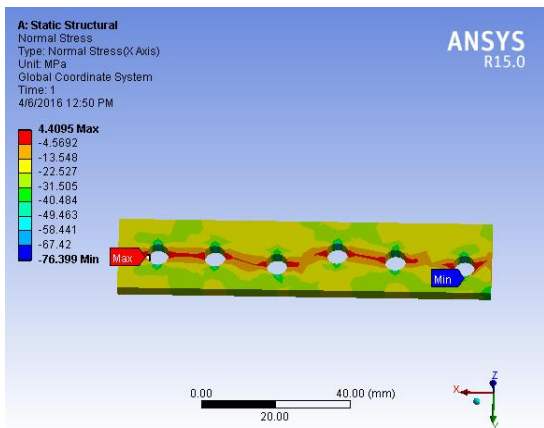 A: Static Structural
Normal Stress
Type: Normal Stress(X Axis)
Unit: MPa
Global Coordinate System
Time: 1
4/6/2016 12:50 PM
ANSYS
R15.0
4.4095 Max
-4.5692
-13.548
-22.527
-31.505
-40.484
-49.463
-58.441
-67.42
-76.399 Min
Max
Min
0.00
40.00 (mm)
20.00
X
Z
Y